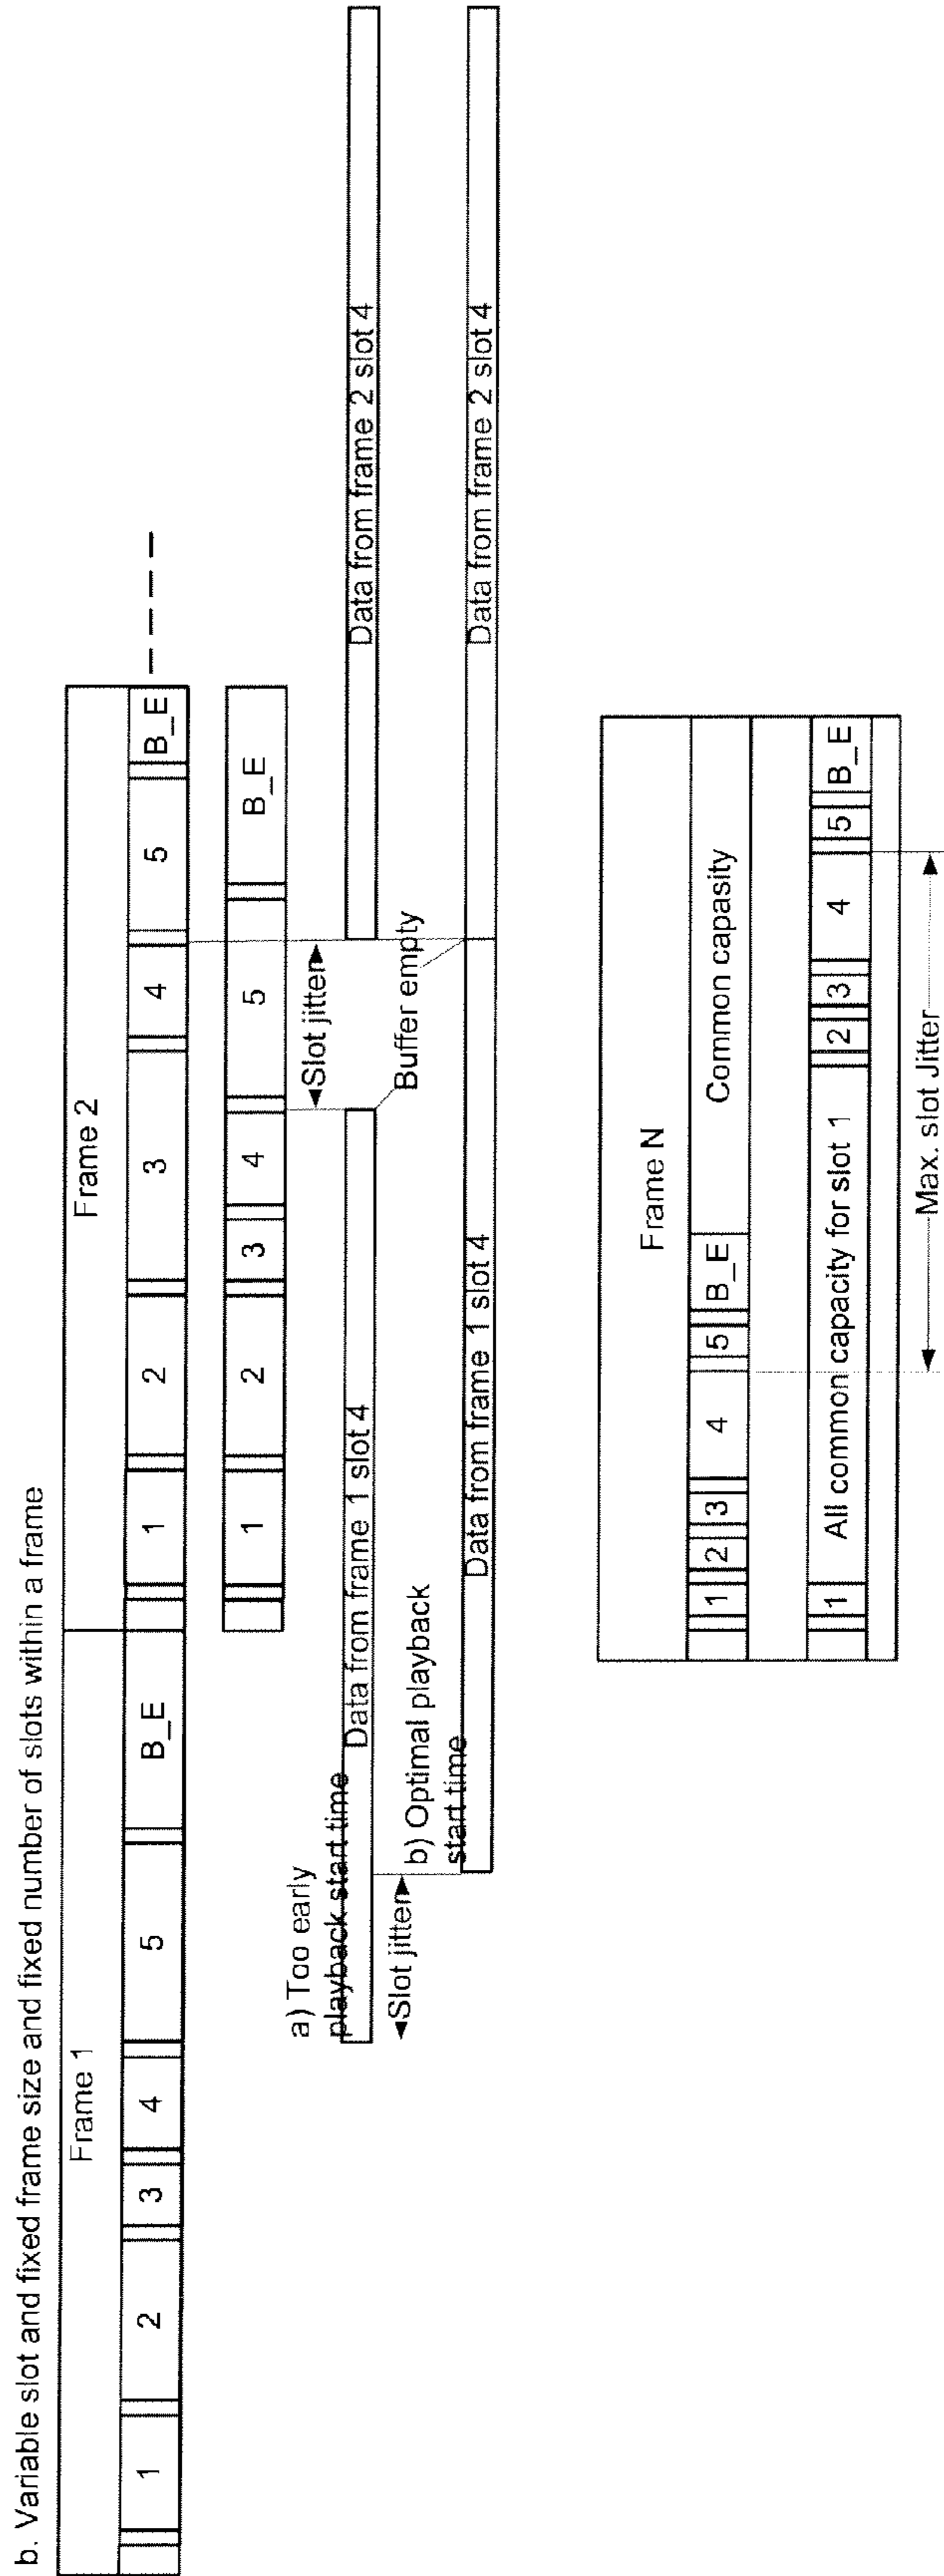 b. Variable slot and fixed frame size and fixed number of slots within a frame
Frame 1
Frame 2
1
2
3
4
5
B_E
1
2
3
4
5
B_E
1
2
3
4
5
B_E
a) Too early
playback start time
Data from frame 1 slot 4
Slot jitter
Data from frame 2 slot 4
Slot jitter
b) Optimal playback
start time
Buffer empty
Data from frame 1 slot 4
Data from frame 2 slot 4
Frame N
1
2
3
4
5
B_E
Common capasity
1
All common capacity for slot 1
2
3
4
5
B_E
Max. slot Jitter